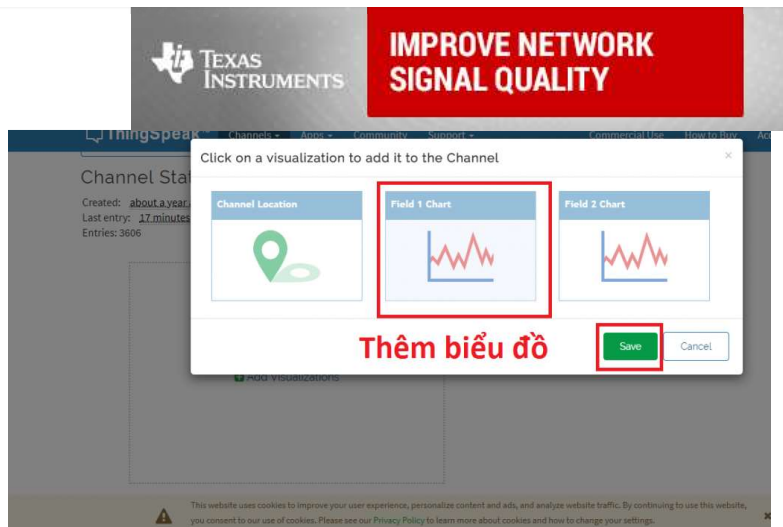 TEXAS
INSTRUMENTS
IMPROVE NETWORK
SIGNAL QUALITY
ThingSpeak™ Channels Apps Community Support Commercial Use How to Buy
Click on a visualization to add it to the Channel ×
Channel
Created: about a year
Last entry: 17 minutes
Entries: 3606
Channel Location Field 1 Chart Field 2 Chart
Thêm biểu đồ
Save Cancel
Add Visualizations
This website uses cookies to improve your user experience, personalize content and ads, and analyze website traffic. By continuing to use this website,
you consent to our use of cookies. Please see our Privacy Policy to learn more about cookies and how to change your settings.